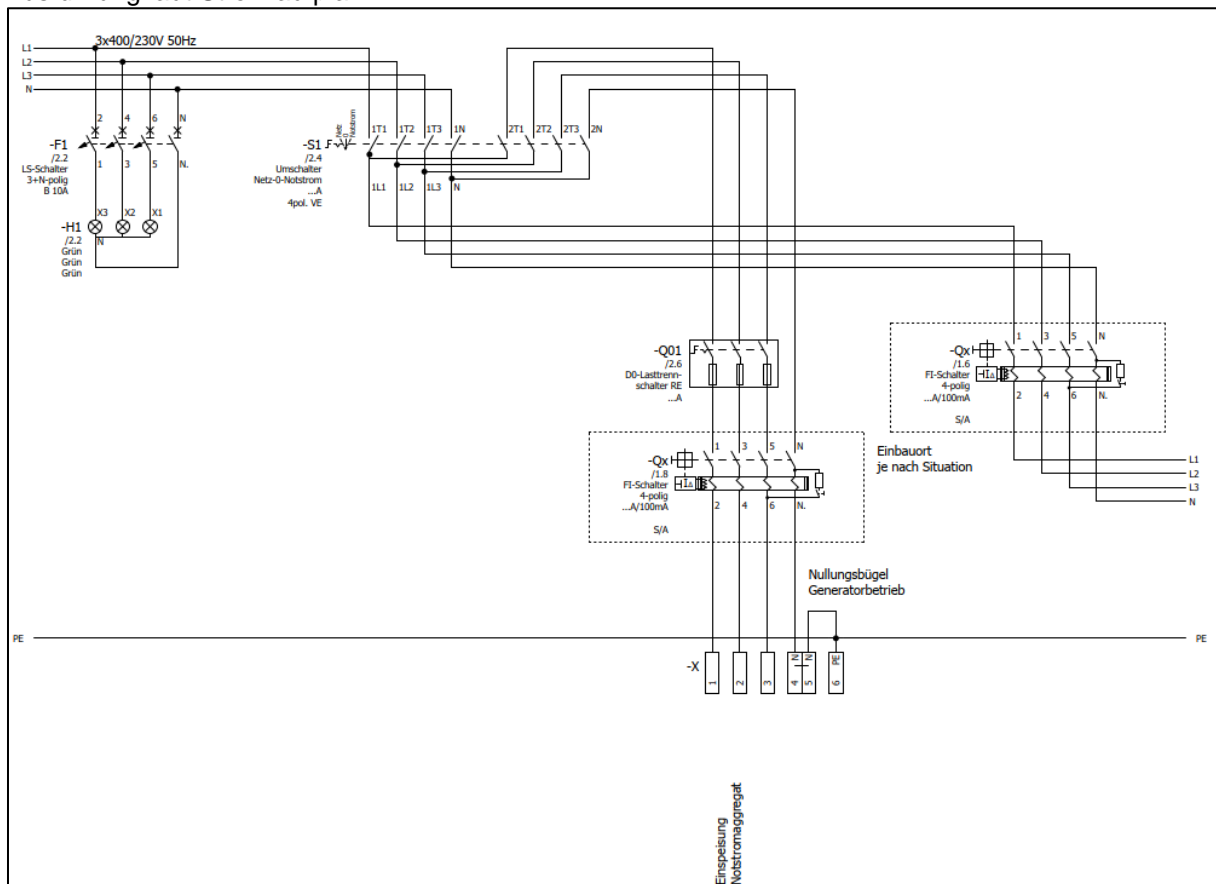 3x400/230V 50Hz
L1
L2
L3
N
2 4 6 N
-F1
/2.2
LS-Schalter
3+N-polig
B 10A
1 3 5 N.
X3 X2 X1
-H1
/2.2
Grün
Grün
Grün
N
Netz
0
Notstrom
1T1 1T2 1T3 1N 2T1 2T2 2T3 2N
-S1
/2.4
Umschalter
Netz-0-Notstrom
...A
4pol. VE
1L1 1L2 1L3 N
-Q01
/2.6
D0-Lasttrenn-
schalter RE
...A
1 3 5 N
-Qx
/1.6
FI-Schalter
4-polig
...A/100mA
S/A
I∆
2 4 6 N.
L1
L2
L3
N
Einbauort
je nach Situation
1 3 5 N
-Qx
/1.8
FI-Schalter
4-polig
...A/100mA
S/A
I∆
2 4 6 N.
Nullungsbügel
Generatorbetrieb
PE PE
-X
1 2 3 4 N 5 N 6 PE
Einspeisung
Notstromaggregat